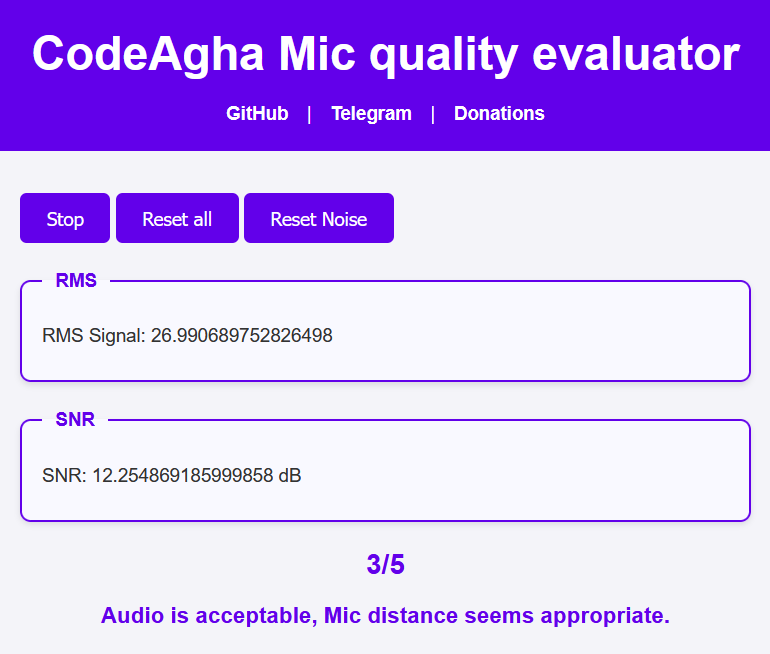 CodeAgha Mic quality evaluator
GitHub | Telegram | Donations
Stop Reset all Reset Noise
RMS
RMS Signal: 26.990689752826498
SNR
SNR: 12.254869185999858 dB
3/5
Audio is acceptable, Mic distance seems appropriate.